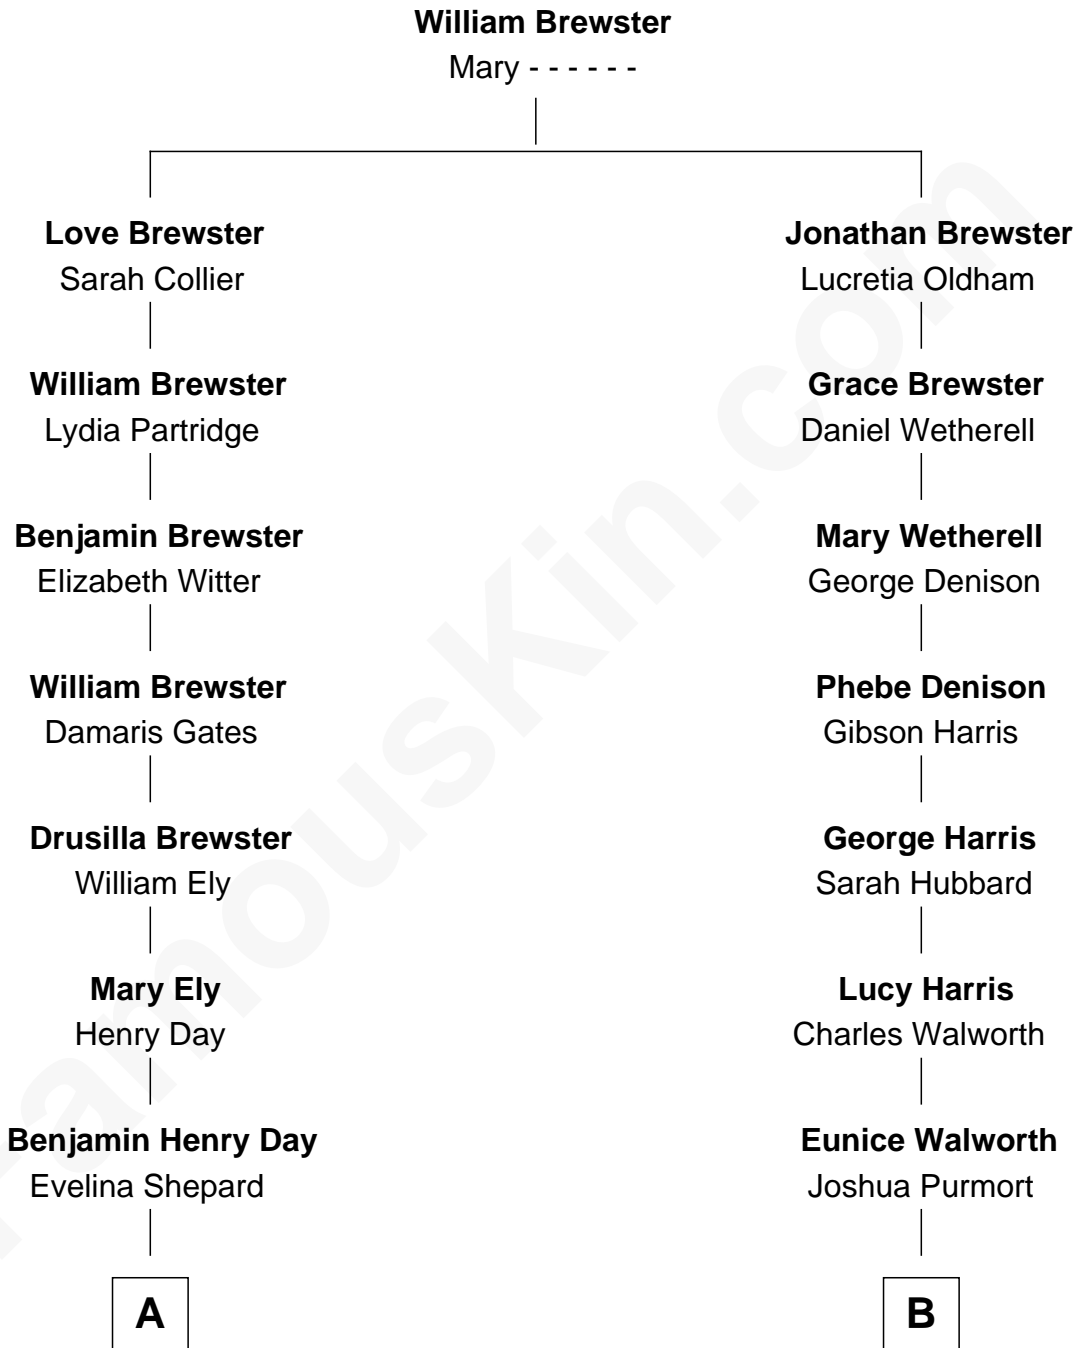 William Brewster
Mary - - - - - -
Love Brewster
Sarah Collier
Jonathan Brewster
Lucretia Oldham
William Brewster
Lydia Partridge
Grace Brewster
Daniel Wetherell
Benjamin Brewster
Elizabeth Witter
Mary Wetherell
George Denison
William Brewster
Damaris Gates
Phebe Denison
Gibson Harris
Drusilla Brewster
William Ely
George Harris
Sarah Hubbard
Mary Ely
Henry Day
Lucy Harris
Charles Walworth
Benjamin Henry Day
Evelina Shepard
Eunice Walworth
Joshua Purmort
A
B
FamousKin.com